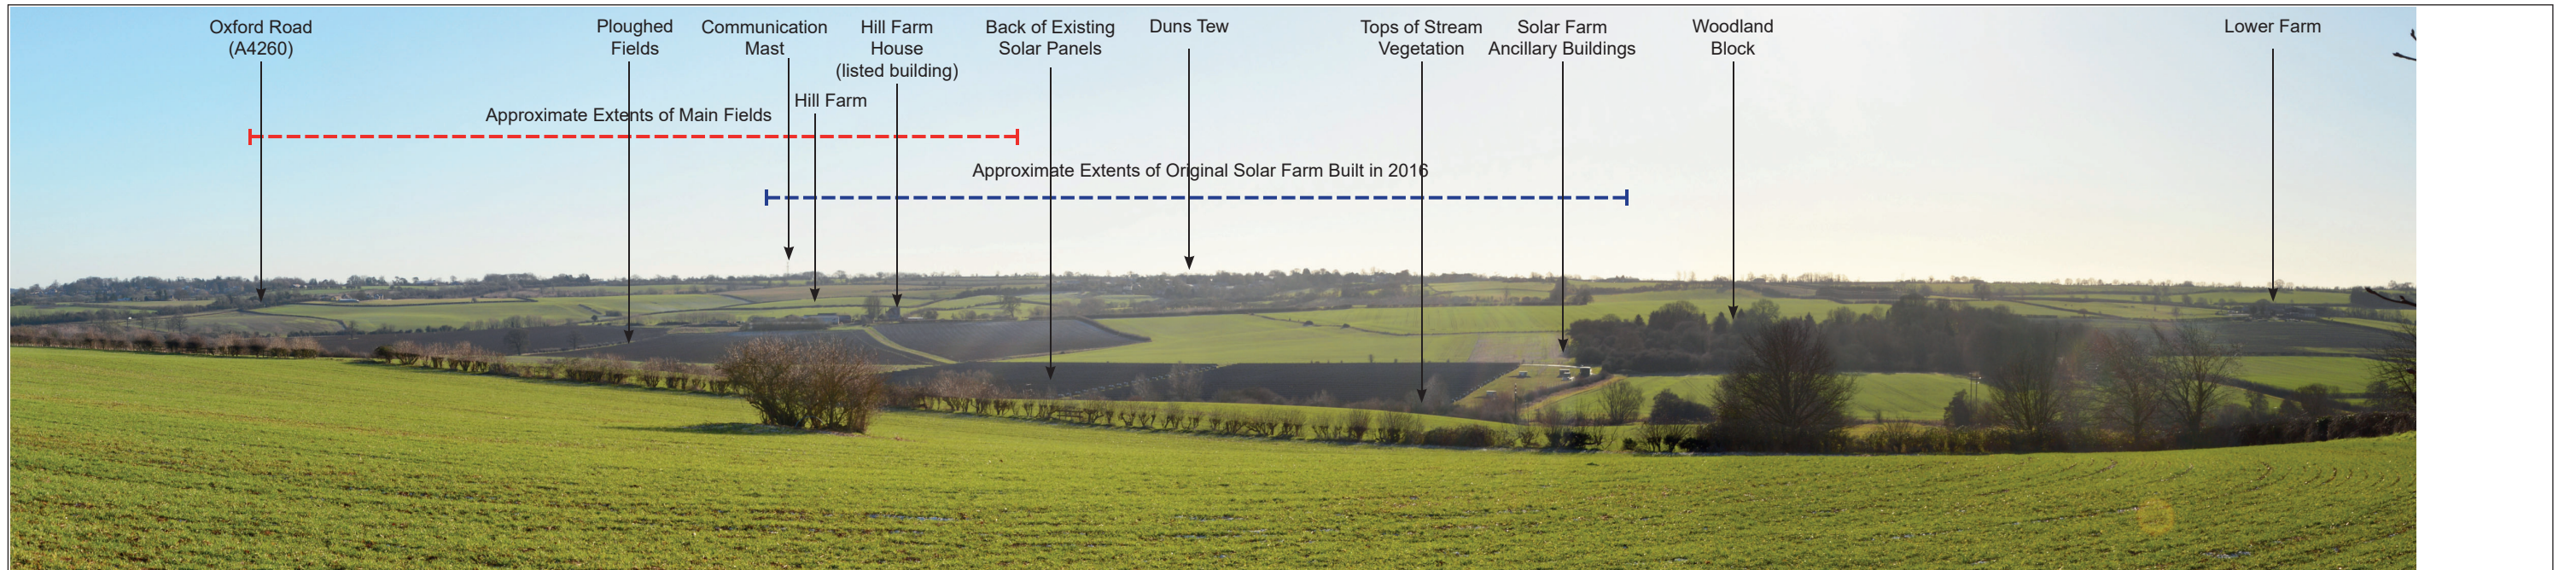 Oxford Road
(A4260)
Ploughed
Fields
Communication
Mast
Hill Farm
House
(listed building)
Back of Existing
Solar Panels
Duns Tew
Tops of Stream
Vegetation
Solar Farm
Ancillary Buildings
Woodland
Block
Lower Farm
Hill Farm
Approximate Extents of Main Fields
Approximate Extents of Original Solar Farm Built in 2016